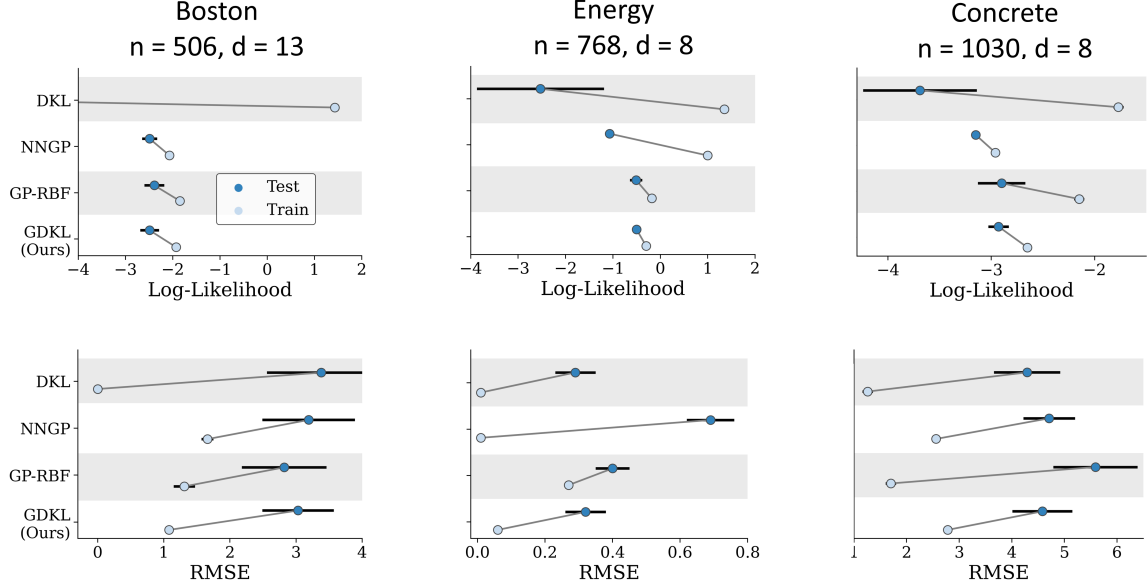 Boston
n = 506, d = 13
Energy
n = 768, d = 8
Concrete
n = 1030, d = 8
DKL
NNGP
GP-RBF
GDKL
(Ours)
Test
Train
−4 −3 −2 −1 0 1 2
Log-Likelihood
−4 −3 −2 −1 0 1 2
Log-Likelihood
−4 −3 −2
Log-Likelihood
DKL
NNGP
GP-RBF
GDKL
(Ours)
0 1 2 3 4
RMSE
0.0 0.2 0.4 0.6 0.8
RMSE
1 2 3 4 5 6
RMSE